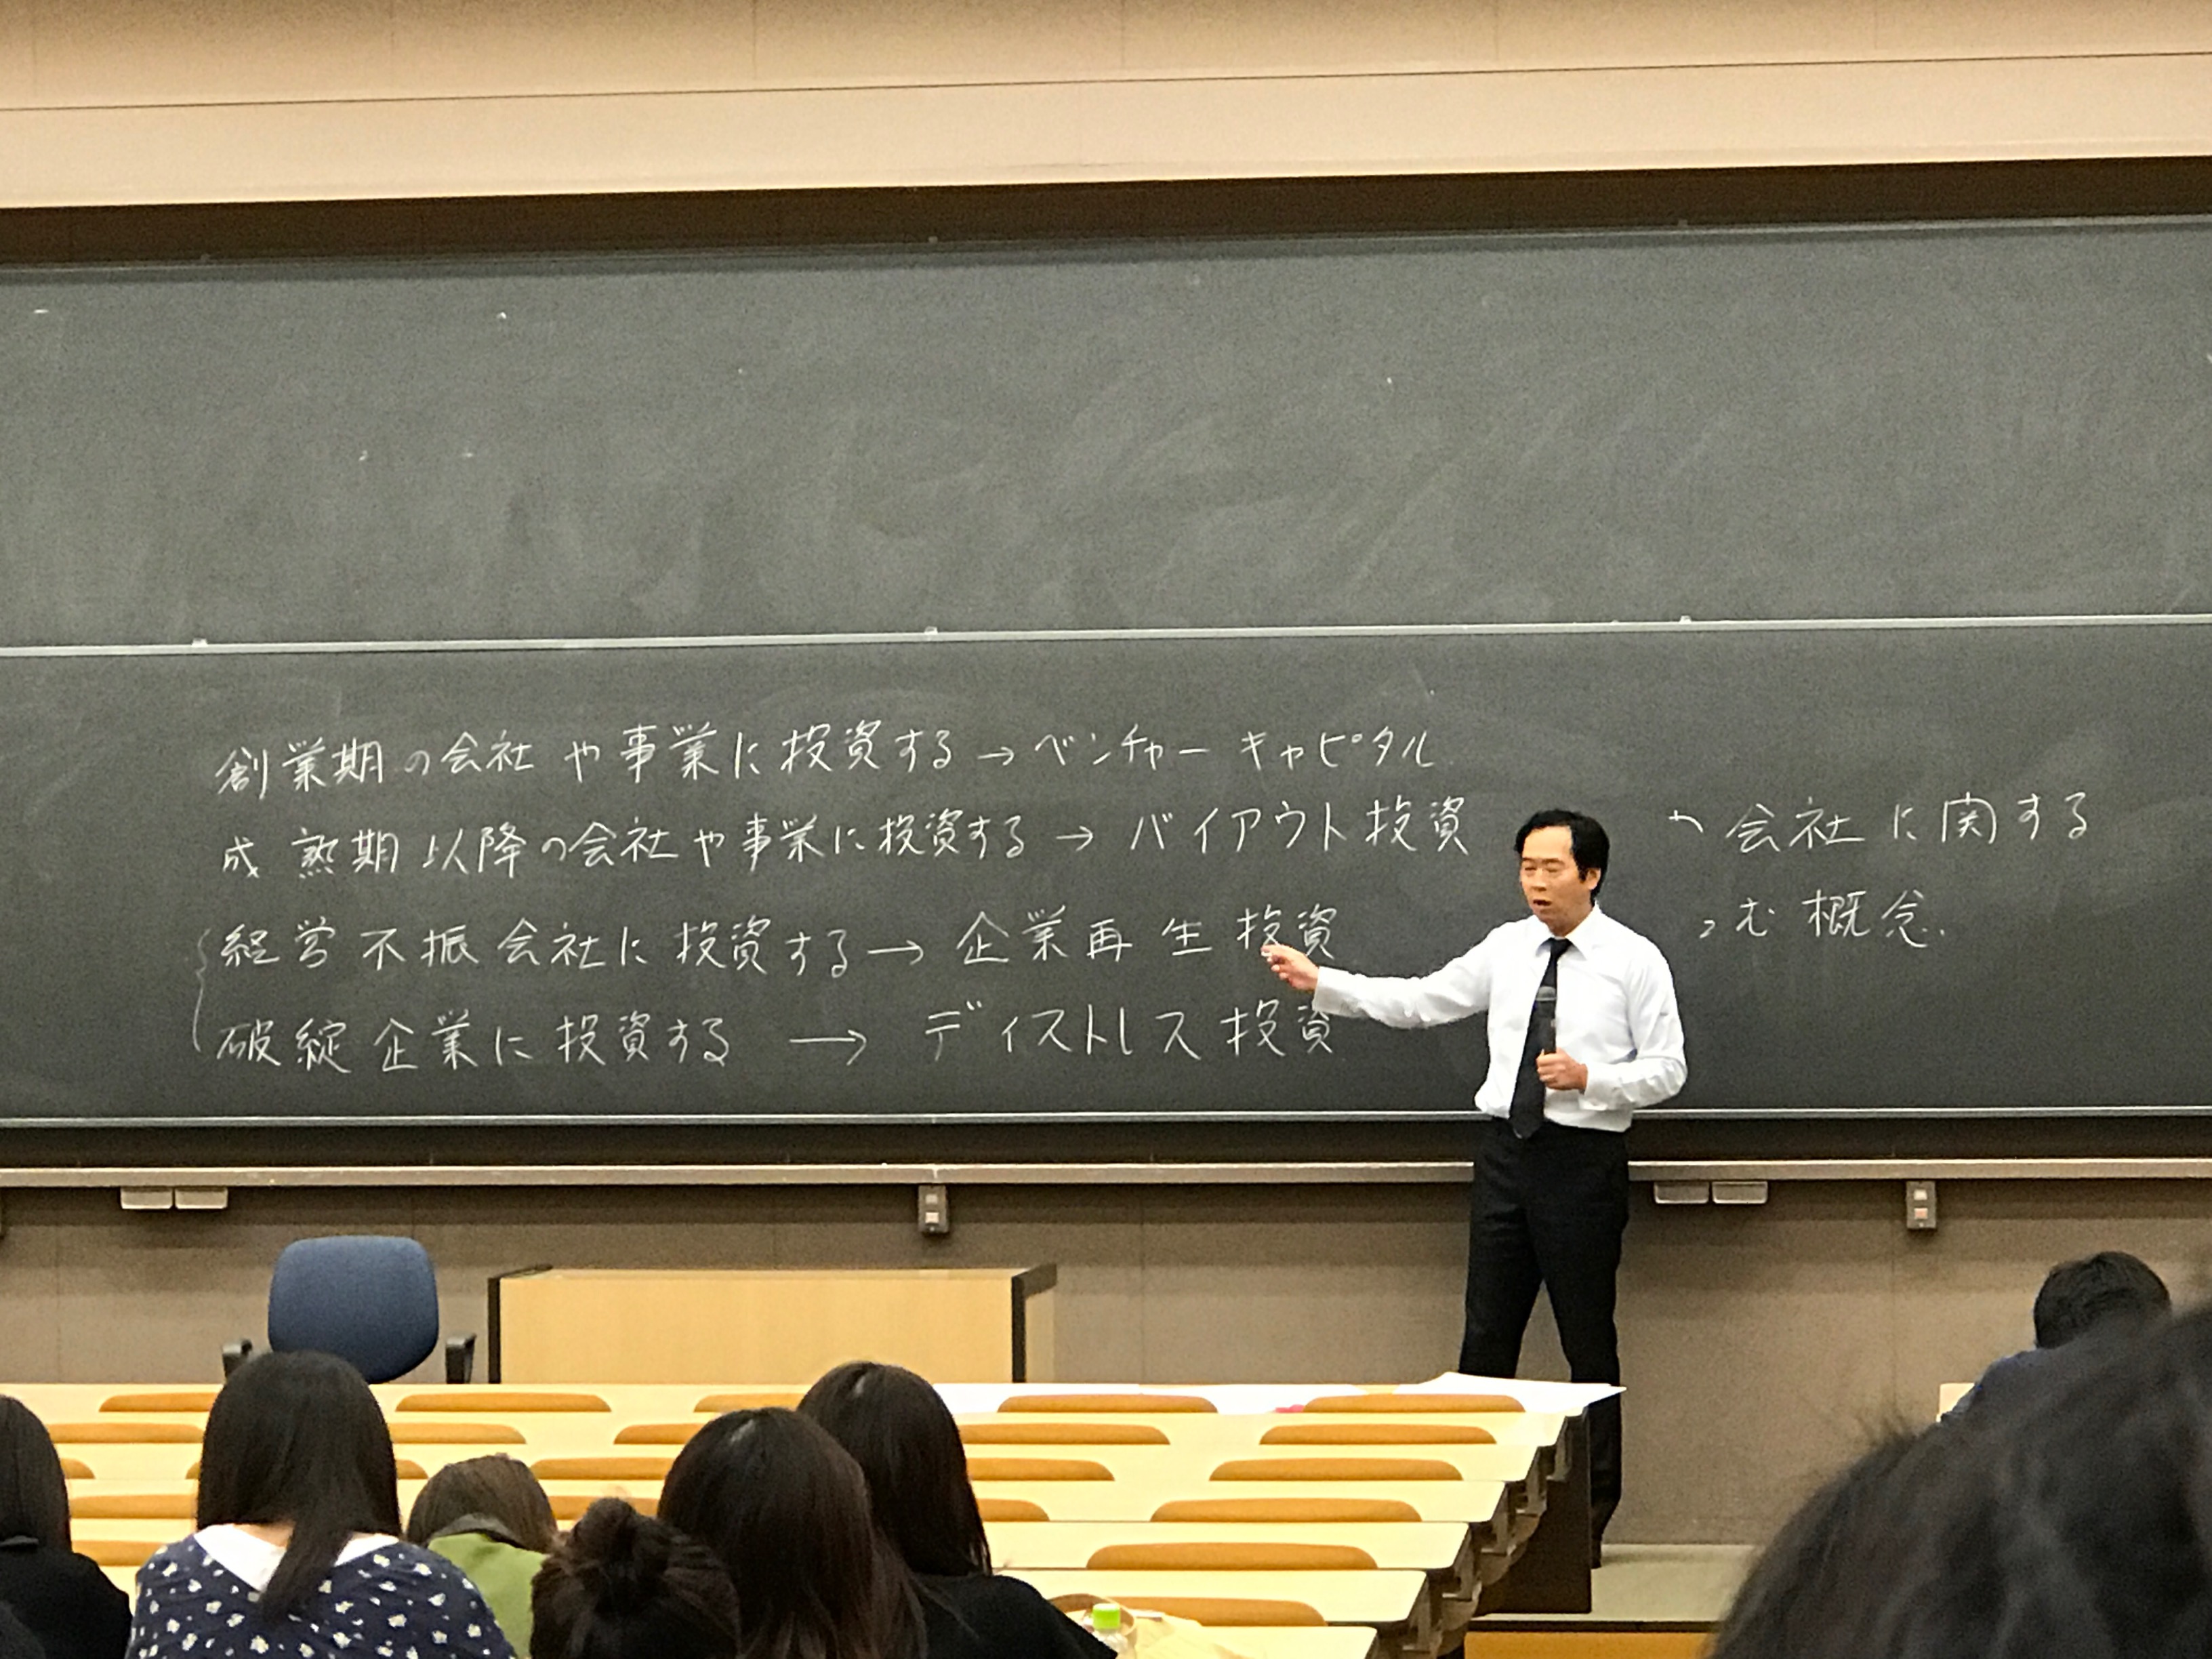 創業期の会社や事業に投資する→ベンチャーキャピタル
成熟期以降の会社や事業に投資する→バイアウト投資
経営不振会社に投資する→企業再生投資
破綻企業に投資する→ディストレス投資
会社に関する
む概念.